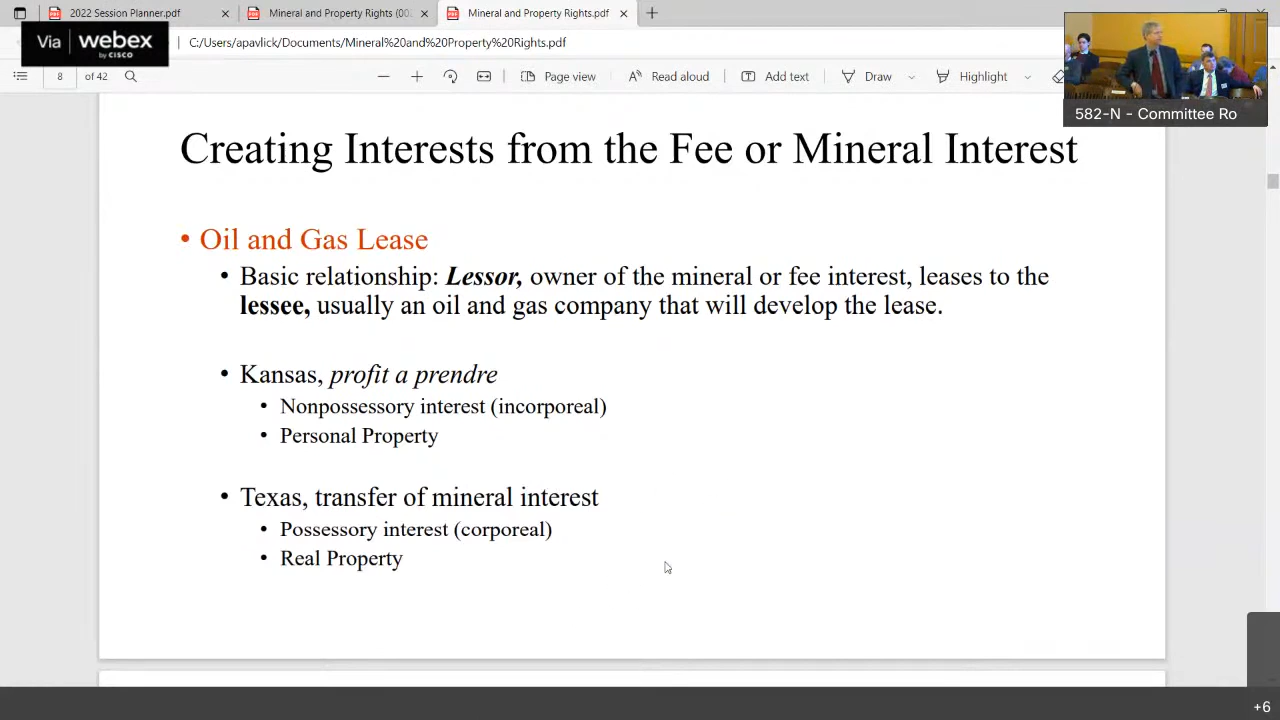 2022 Session Planner.pdf
Mineral and Property Rights (00
Mineral and Property Rights.pdf
Via webex
by CISCO
C:/Users/apavlick/Documents/Mineral%20and%20Property%20Rights.pdf
8 of 42
Page view
Read aloud
Add text
Draw
Highlight
582-N - Committee Ro
Creating Interests from the Fee or Mineral Interest
• Oil and Gas Lease
• Basic relationship: Lessor, owner of the mineral or fee interest, leases to the
lessee, usually an oil and gas company that will develop the lease.
• Kansas, profit a prendre
• Nonpossessory interest (incorporeal)
• Personal Property
• Texas, transfer of mineral interest
• Possessory interest (corporeal)
• Real Property
+6